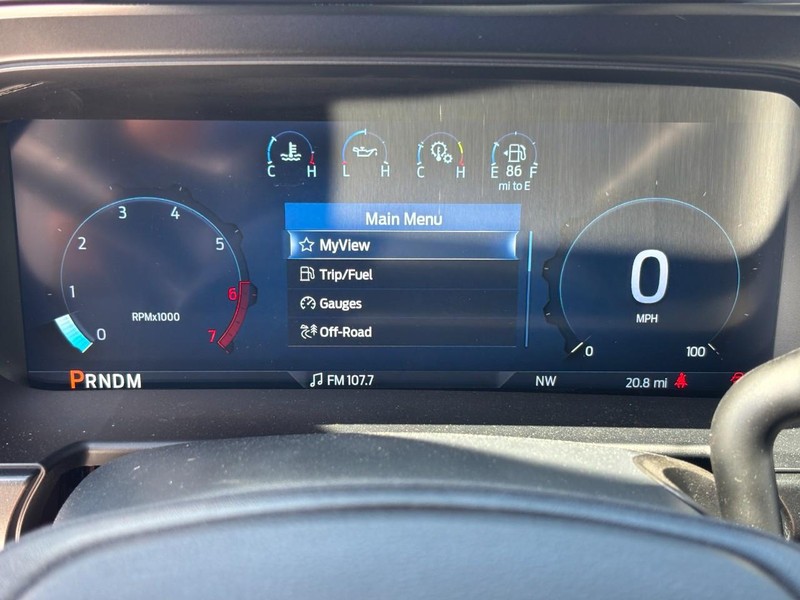 C H
L H
C H
E 86 F
mi to E
0 1 2 3 4 5 6 7
RPMx1000
Main Menu
MyView
Trip/Fuel
Gauges
Off-Road
0
MPH
0 100
PRNDM
FM 107.7
NW
20.8 mi